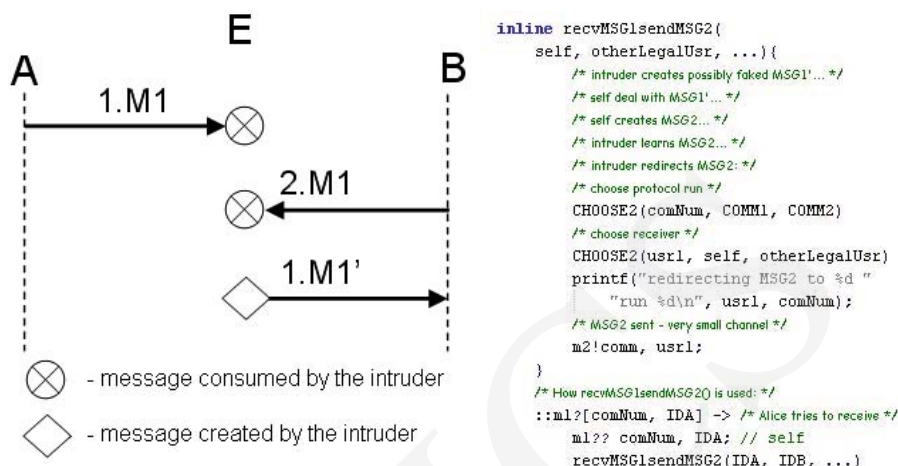 E
A
B
1.M1
2.M1
1.M1’
- message consumed by the intruder
- message created by the intruder
inline recvMSG1sendMSG2(
self, otherLegalUsr, ...){
/* intruder creates possibly faked MSG1'... */
/* self deal with MSG1'... */
/* self creates MSG2... */
/* intruder learns MSG2... */
/* intruder redirects MSG2: */
/* choose protocol run */
CHOOSE2(comNum, COMM1, COMM2)
/* choose receiver */
CHOOSE2(usr1, self, otherLegalUsr)
printf("redirecting MSG2 to %d "
"run %d\n", usr1, comNum);
/* MSG2 sent - very small channel */
m2!comm, usr1;
}
/* How recvMSG1sendMSG2() is used: */
::m1?[comNum, IDA] -> /* Alice tries to receive */
m1?? comNum, IDA; // self
recvMSG1sendMSG2(IDA, IDB, ...)